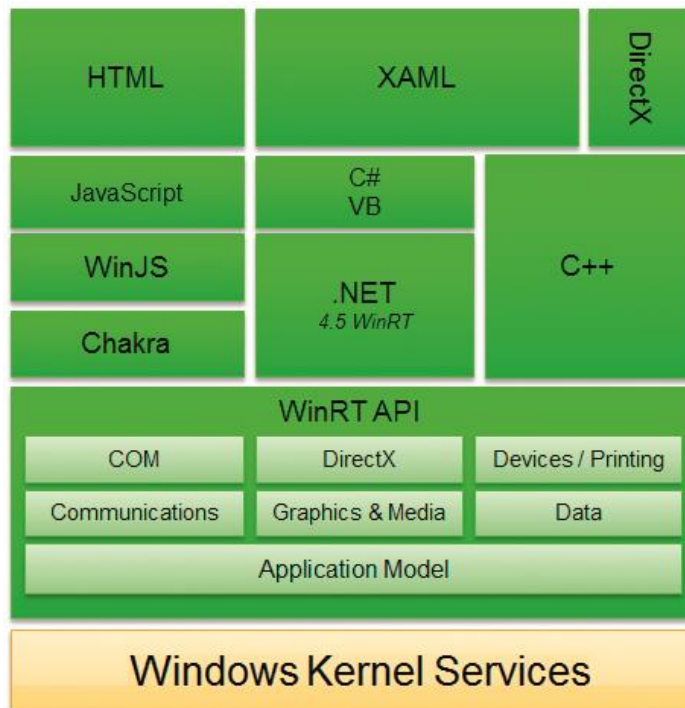 HTML
XAML
DirectX
JavaScript
C#
VB
C++
WinJS
.NET
4.5 WinRT
Chakra
WinRT API
COM
DirectX
Devices / Printing
Communications
Graphics & Media
Data
Application Model
Windows Kernel Services